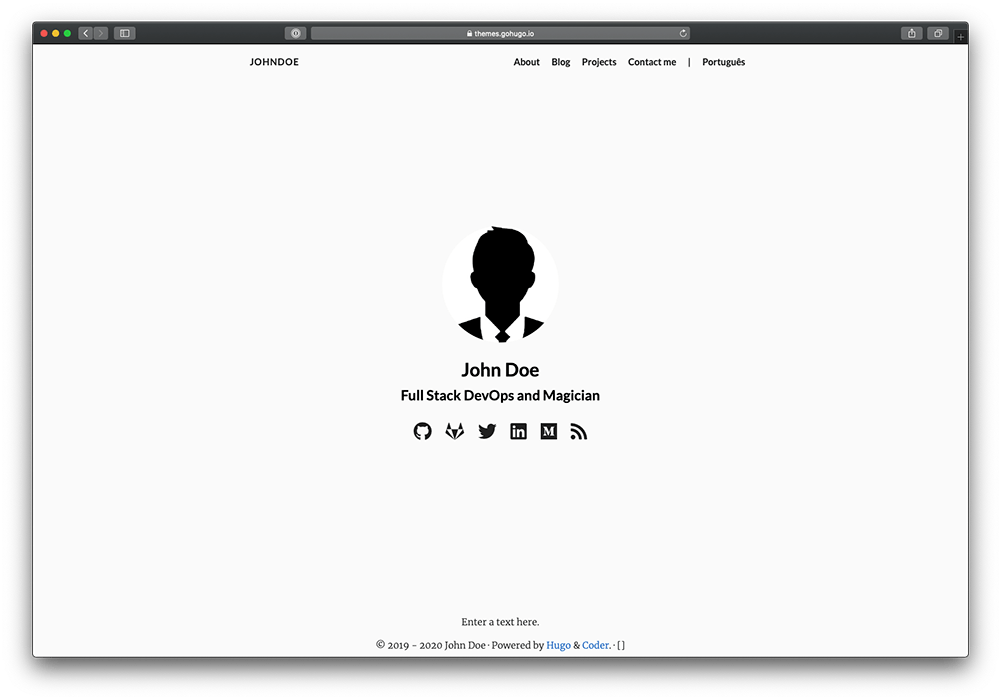 themes.gohugo.io
JOHNDOE About Blog Projects Contact me | Português
John Doe
Full Stack DevOps and Magician
Enter a text here.
© 2019 - 2020 John Doe · Powered by Hugo & Coder. · []